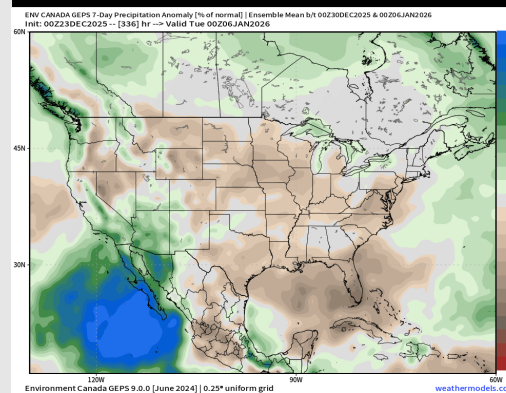 ENV CANADA GEPS 7-Day Precipitation Anomaly [% of normal] | Ensemble Mean b/t 00Z30DEC2025 & 00Z06JAN2026
Init: 00Z23DEC2025 -- [336] hr --> Valid Tue 00Z06JAN2026
60N
45N
30N
120W
90W
60W
Environment Canada GEPS 9.0.0 [June 2024] | 0.25° uniform grid
weathermodels.co